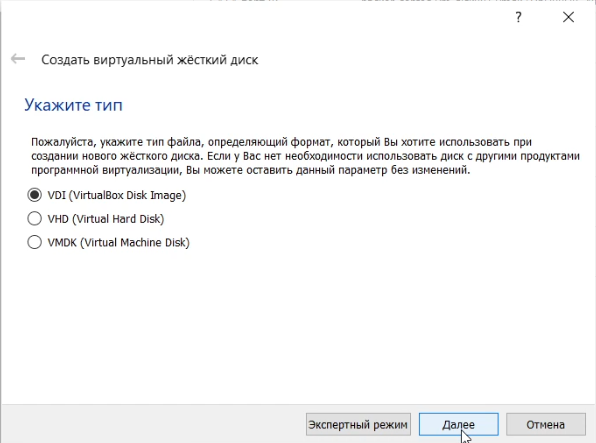 ?
Создать виртуальный жёсткий диск
Укажите тип
Пожалуйста, укажите тип файла, определяющий формат, который Вы хотите использовать при
создании нового жёсткого диска. Если у Вас нет необходимости использовать диск с другими продуктами
программной виртуализации, Вы можете оставить данный параметр без изменений.
VDI (VirtualBox Disk Image)
VHD (Virtual Hard Disk)
VMDK (Virtual Machine Disk)
Экспертный режим Далее Отмена